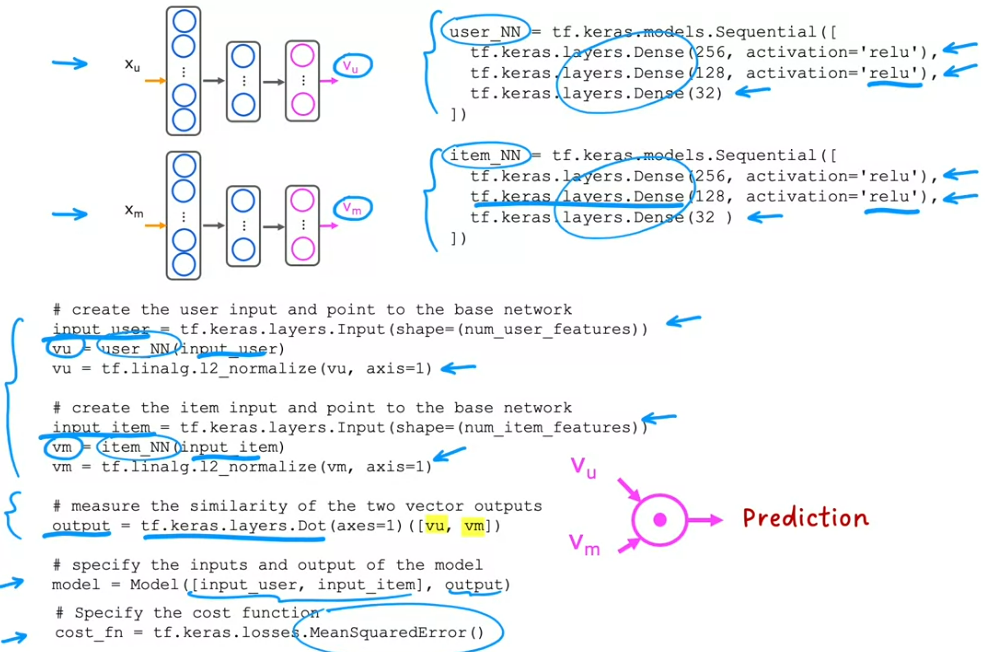 x_u
v_u
user_NN = tf.keras.models.Sequential([
tf.keras.layers.Dense(256, activation='relu'),
tf.keras.layers.Dense(128, activation='relu'),
tf.keras.layers.Dense(32)
])
x_m
v_m
item_NN = tf.keras.models.Sequential([
tf.keras.layers.Dense(256, activation='relu'),
tf.keras.layers.Dense(128, activation='relu'),
tf.keras.layers.Dense(32 )
])
# create the user input and point to the base network
input_user = tf.keras.layers.Input(shape=(num_user_features))
vu = user_NN(input_user)
vu = tf.linalg.l2_normalize(vu, axis=1)
# create the item input and point to the base network
input_item = tf.keras.layers.Input(shape=(num_item_features))
vm = item_NN(input_item)
vm = tf.linalg.l2_normalize(vm, axis=1)
# measure the similarity of the two vector outputs
output = tf.keras.layers.Dot(axes=1)([vu, vm])
# specify the inputs and output of the model
model = Model([input_user, input_item], output)
# Specify the cost function
cost_fn = tf.keras.losses.MeanSquaredError()
v_u
v_m
Prediction